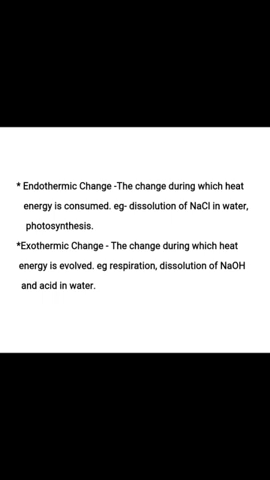 * Endothermic Change -The change during which heat
energy is consumed. eg- dissolution of NaCl in water,
photosynthesis.
*Exothermic Change - The change during which heat
energy is evolved. eg respiration, dissolution of NaOH
and acid in water.